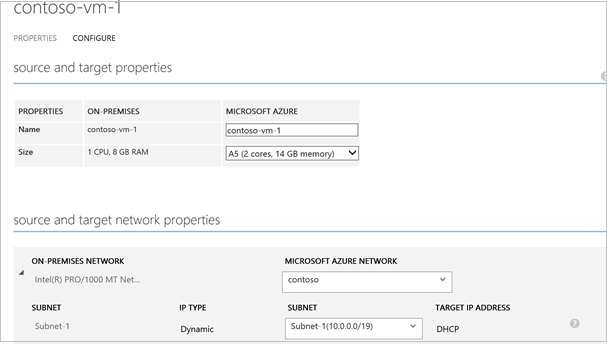 contoso-vm-1
PROPERTIES CONFIGURE
source and target properties
PROPERTIES ON-PREMISES MICROSOFT AZURE
Name contoso-vm-1 contoso-vm-1
Size 1 CPU, 8 GB RAM A5 (2 cores, 14 GB memory)
source and target network properties
ON-PREMISES NETWORK MICROSOFT AZURE NETWORK
Intel(R) PRO/1000 MT Net... contoso
SUBNET IP TYPE SUBNET TARGET IP ADDRESS
Subnet-1 Dynamic Subnet-1(10.0.0.0/19) DHCP ?